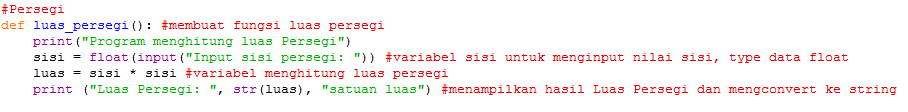 #Persegi
def luas_persegi(): #membuat fungsi luas persegi
    print("Program menghitung luas Persegi")
    sisi = float(input("Input sisi persegi: ")) #variabel sisi untuk menginput nilai sisi, type data float
    luas = sisi * sisi #variabel menghitung luas persegi
    print ("Luas Persegi: ", str(luas), "satuan luas") #menampilkan hasil Luas Persegi dan mengconvert ke string